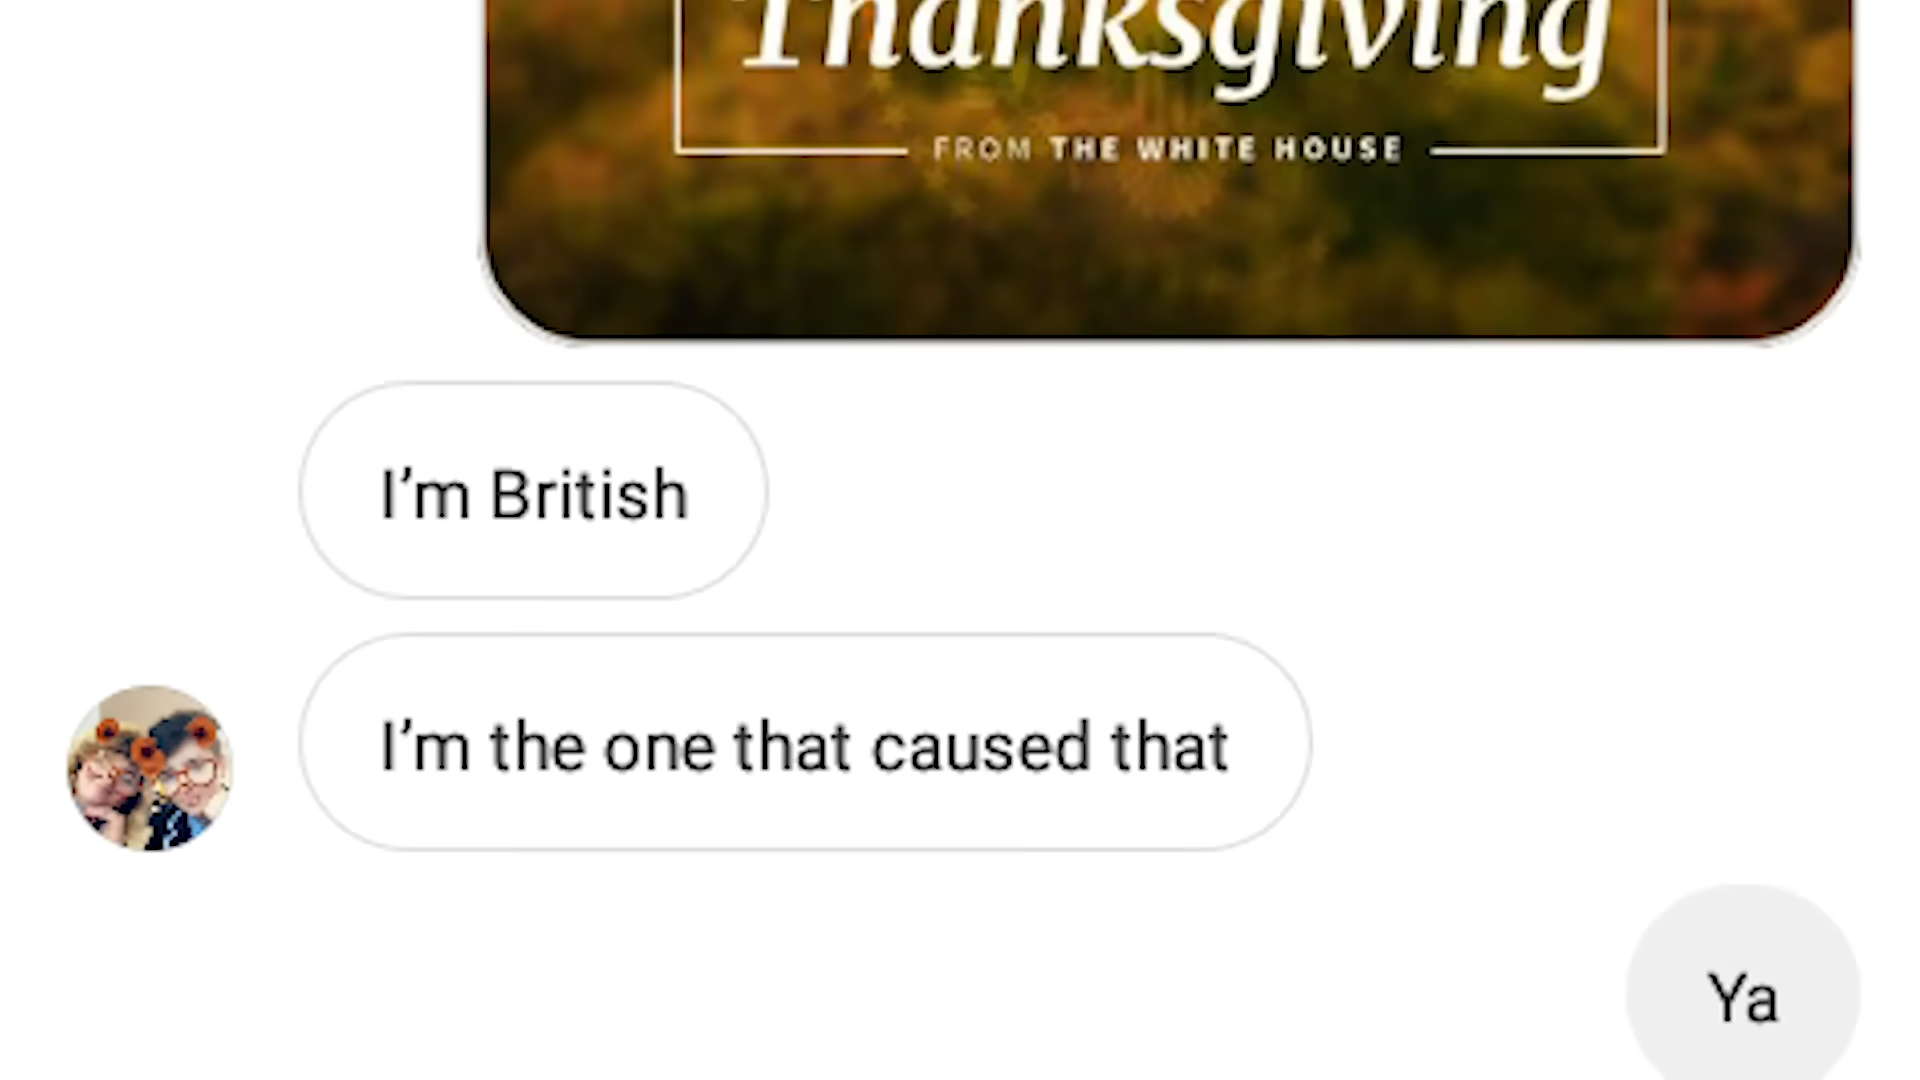 Thanksgiving
FROM THE WHITE HOUSE
I’m British
I’m the one that caused that
Ya